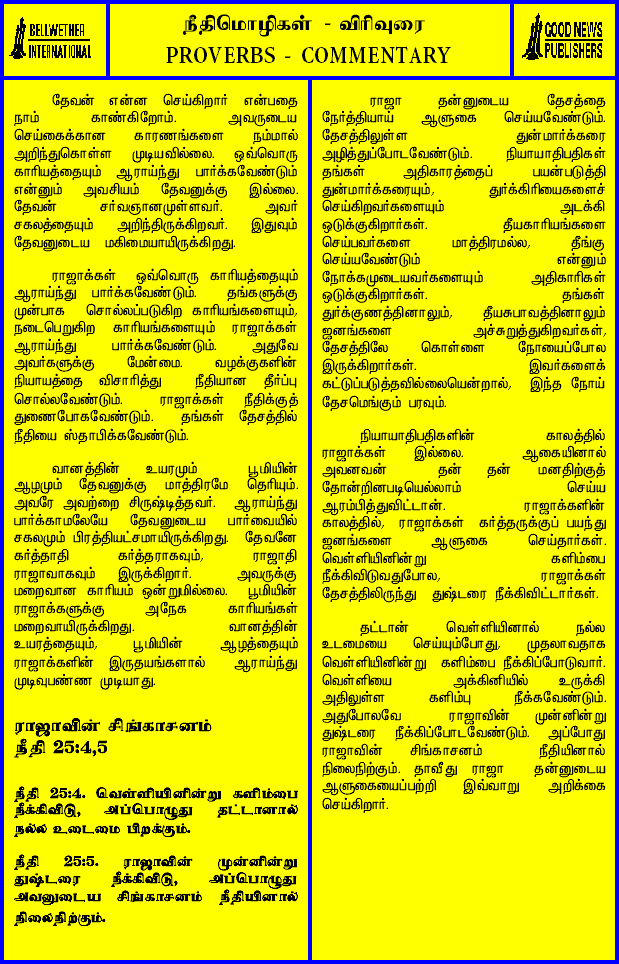 BELLWETHER
INTERNATIONAL
நீதிமொழிகள் - விரிவுரை
PROVERBS - COMMENTARY
GOOD NEWS
PUBLISHERS
தேவன் என்ன செய்கிறார் என்பதை
நாம் காண்கிறோம். அவருடைய
செய்கைக்கான காரணங்களை நம்மால்
அறிந்துகொள்ள முடியவில்லை. ஒவ்வொரு
காரியத்தையும் ஆராய்ந்து பார்க்கவேண்டும்
என்னும் அவசியம் தேவனுக்கு இல்லை.
தேவன் சர்வஞானமுள்ளவர். அவர்
சகலத்தையும் அறிந்திருக்கிறவர். இதுவும்
தேவனுடைய மகிமையாயிருக்கிறது.
ராஜாக்கள் ஒவ்வொரு காரியத்தையும்
ஆராய்ந்து பார்க்கவேண்டும். தங்களுக்கு
முன்பாக சொல்லப்படுகிற காரியங்களையும்,
நடைபெறுகிற காரியங்களையும் ராஜாக்கள்
ஆராய்ந்து பார்க்கவேண்டும். அதுவே
அவர்களுக்கு மேன்மை. வழக்குகளின்
நியாயத்தை விசாரித்து நீதியான தீர்ப்பு
சொல்லவேண்டும். ராஜாக்கள் நீதிக்குத்
துணைபோகவேண்டும். தங்கள் தேசத்தில்
நீதியை ஸ்தாபிக்கவேண்டும்.
வானத்தின் உயரமும் பூமியின்
ஆழமும் தேவனுக்கு மாத்திரமே தெரியும்.
அவரே அவற்றை சிருஷ்டித்தவர். ஆராய்ந்து
பார்க்காமலேயே தேவனுடைய பார்வையில்
சகலமும் பிரத்தியட்சமாயிருக்கிறது. தேவனே
கர்த்தாதி கர்த்தராகவும், ராஜாதி
ராஜாவாகவும் இருக்கிறார். அவருக்கு
மறைவான காரியம் ஒன்றுமில்லை. பூமியின்
ராஜாக்களுக்கு அநேக காரியங்கள்
மறைவாயிருக்கிறது. வானத்தின்
உயரத்தையும், பூமியின் ஆழத்தையும்
ராஜாக்களின் இருதயங்களால் ஆராய்ந்து
முடிவுபண்ண முடியாது.
ராஜாவின் சிங்காசனம்
நீதி 25:4,5
நீதி 25:4. வெள்ளியினின்று களிம்பை
நீக்கிவிடு, அப்பொழுது தட்டானால்
நல்ல உடைமை பிறக்கும்.
நீதி 25:5. ராஜாவின் முன்னின்று
துஷ்டரை நீக்கிவிடு, அப்பொழுது
அவனுடைய சிங்காசனம் நீதியினால்
நிலைநிற்கும்.
ராஜா தன்னுடைய தேசத்தை
நேர்த்தியாய் ஆளுகை செய்யவேண்டும்.
தேசத்திலுள்ள துன்மார்க்கரை
அழித்துப்போடவேண்டும். நியாயாதிபதிகள்
தங்கள் அதிகாரத்தைப் பயன்படுத்தி
துன்மார்க்கரையும், துர்க்கிரியைகளைச்
செய்கிறவர்களையும் அடக்கி
ஒடுக்குகிறார்கள். தீயகாரியங்களை
செய்பவர்களை மாத்திரமல்ல, தீங்கு
செய்யவேண்டும் என்னும்
நோக்கமுடையவர்களையும் அதிகாரிகள்
ஒடுக்குகிறார்கள். தங்கள்
துர்க்குணத்தினாலும், தீயசுபாவத்தினாலும்
ஜனங்களை அச்சுறுத்துகிறவர்கள்,
தேசத்திலே கொள்ளை நோயைப்போல
இருக்கிறார்கள். இவர்களைக்
கட்டுப்படுத்தவில்லையென்றால், இந்த நோய்
தேசமெங்கும் பரவும்.
நியாயாதிபதிகளின் காலத்தில்
ராஜாக்கள் இல்லை. ஆகையினால்
அவனவன் தன் தன் மனதிற்குத்
தோன்றினபடியெல்லாம் செய்ய
ஆரம்பித்துவிட்டான். ராஜாக்களின்
காலத்தில், ராஜாக்கள் கர்த்தருக்குப் பயந்து
ஜனங்களை ஆளுகை செய்தார்கள்.
வெள்ளியினின்று களிம்பை
நீக்கிவிடுவதுபோல, ராஜாக்கள்
தேசத்திலிருந்து துஷ்டரை நீக்கிவிட்டார்கள்.
தட்டான் வெள்ளியினால் நல்ல
உடமையை செய்யும்போது, முதலாவதாக
வெள்ளியினின்று களிம்பை நீக்கிப்போடுவார்.
வெள்ளியை அக்கினியில் உருக்கி
அதிலுள்ள களிம்பு நீக்கவேண்டும்.
அதுபோலவே ராஜாவின் முன்னின்று
துஷ்டரை நீக்கிப்போடவேண்டும். அப்போது
ராஜாவின் சிங்காசனம் நீதியினால்
நிலைநிற்கும். தாவீது ராஜா தன்னுடைய
ஆளுகையைப்பற்றி இவ்வாறு அறிக்கை
செய்கிறார்.